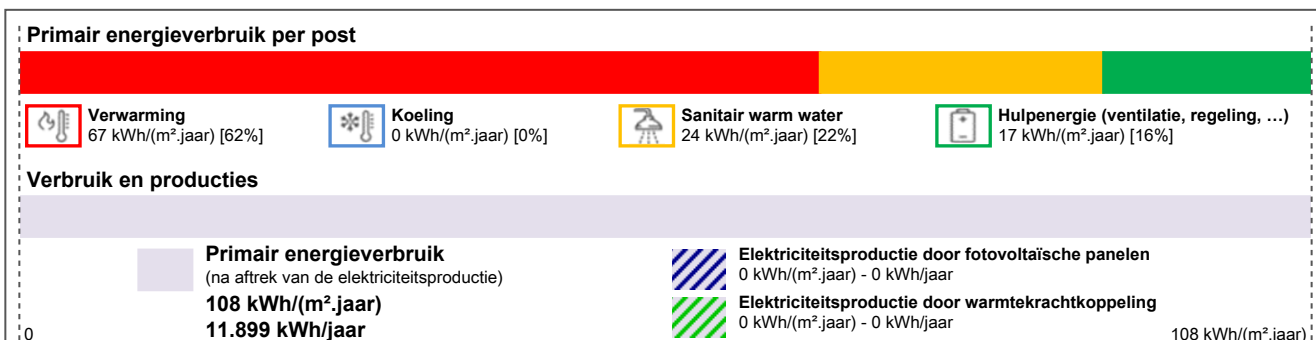 Primair energieverbruik per post
Verwarming
67 kWh/(m².jaar) [62%]
Koeling
0 kWh/(m².jaar) [0%]
Sanitair warm water
24 kWh/(m².jaar) [22%]
Hulpenergie (ventilatie, regeling, …)
17 kWh/(m².jaar) [16%]
Verbruik en producties
Primair energieverbruik
(na aftrek van de elektriciteitsproductie)
108 kWh/(m².jaar)
11.899 kWh/jaar
Elektriciteitsproductie door fotovoltaïsche panelen
0 kWh/(m².jaar) - 0 kWh/jaar
Elektriciteitsproductie door warmtekrachtkoppeling
0 kWh/(m².jaar) - 0 kWh/jaar
0
108 kWh/(m².jaar)